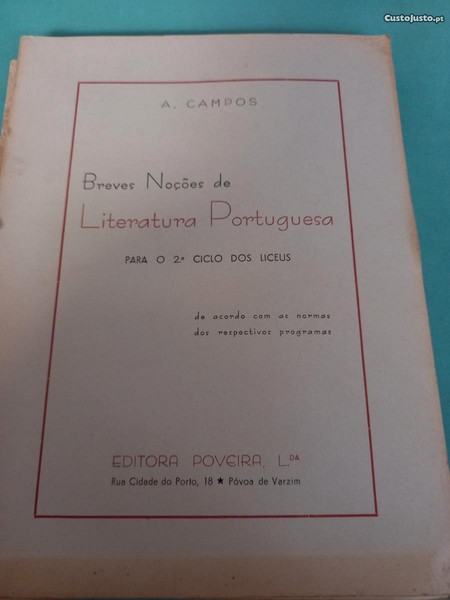 CustoJusto.pt
A. CAMPOS
Breves Noções de
Literatura Portuguesa
PARA O 2.º CICLO DOS LICEUS
de acordo com as normas
dos respectivos programas
EDITORA POVEIRA, L.DA
Rua Cidade do Porto, 18 ★ Póvoa de Varzim